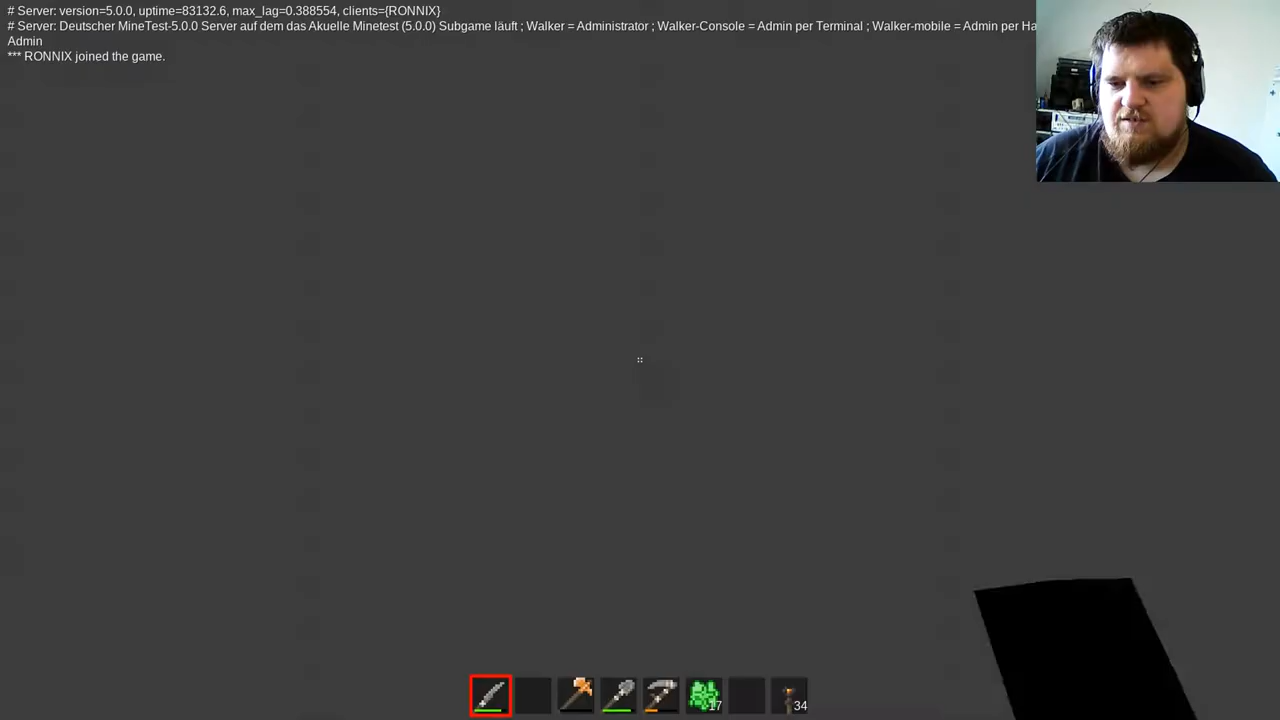 # Server: version=5.0.0, uptime=83132.6, max_lag=0.388554, clients={RONNIX}
# Server: Deutscher MineTest-5.0.0 Server auf dem das Akuelle Minetest (5.0.0) Subgame läuft ; Walker = Administrator ; Walker-Console = Admin per Terminal ; Walker-mobile = Admin per Ha
Admin
*** RONNIX joined the game.
17
34